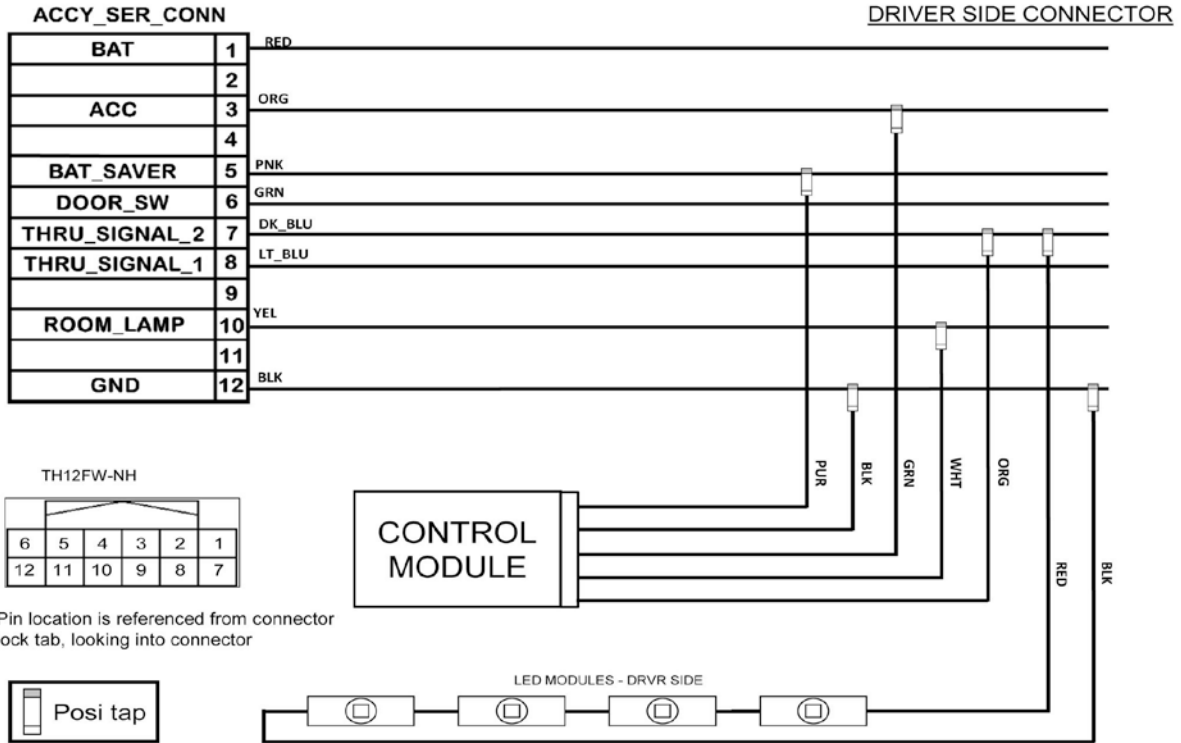 ACCY_SER_CONN
DRIVER SIDE CONNECTOR
BAT 1 RED
2
ACC 3 ORG
4
BAT_SAVER 5 PNK
DOOR_SW 6 GRN
THRU_SIGNAL_2 7 DK_BLU
THRU_SIGNAL_1 8 LT_BLU
9
ROOM_LAMP 10 YEL
11
GND 12 BLK
PUR BLK GRN WHT ORG
TH12FW-NH
6 5 4 3 2 1
12 11 10 9 8 7
CONTROL
MODULE
RED BLK
Pin location is referenced from connector
ock tab, looking into connector
LED MODULES - DRVR SIDE
Posi tap